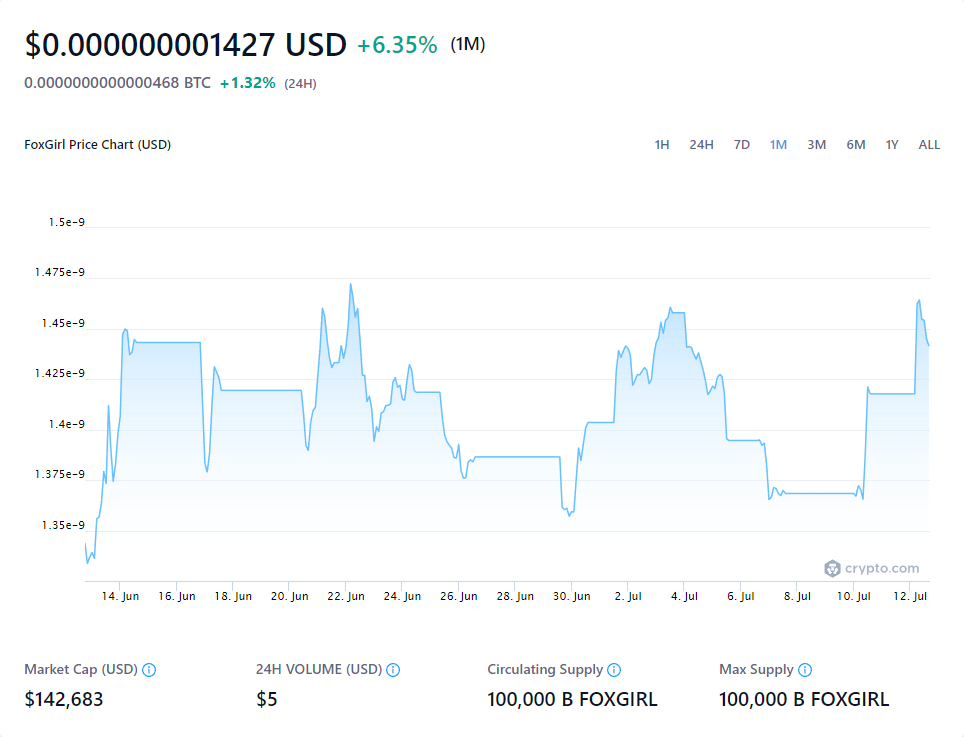 $0.000000001427 USD +6.35% (1M)
0.0000000000000468 BTC +1.32% (24H)
FoxGirl Price Chart (USD) 1H 24H 7D 1M 3M 6M 1Y ALL
1.5e-9
1.475e-9
1.45e-9
1.425e-9
1.4e-9
1.375e-9
1.35e-9
crypto.com
14. Jun 16. Jun 18. Jun 20. Jun 22. Jun 24. Jun 26. Jun 28. Jun 30. Jun 2. Jul 4. Jul 6. Jul 8. Jul 10. Jul 12. Jul
Market Cap (USD) 24H VOLUME (USD) Circulating Supply Max Supply
$142,683 $5 100,000 B FOXGIRL 100,000 B FOXGIRL